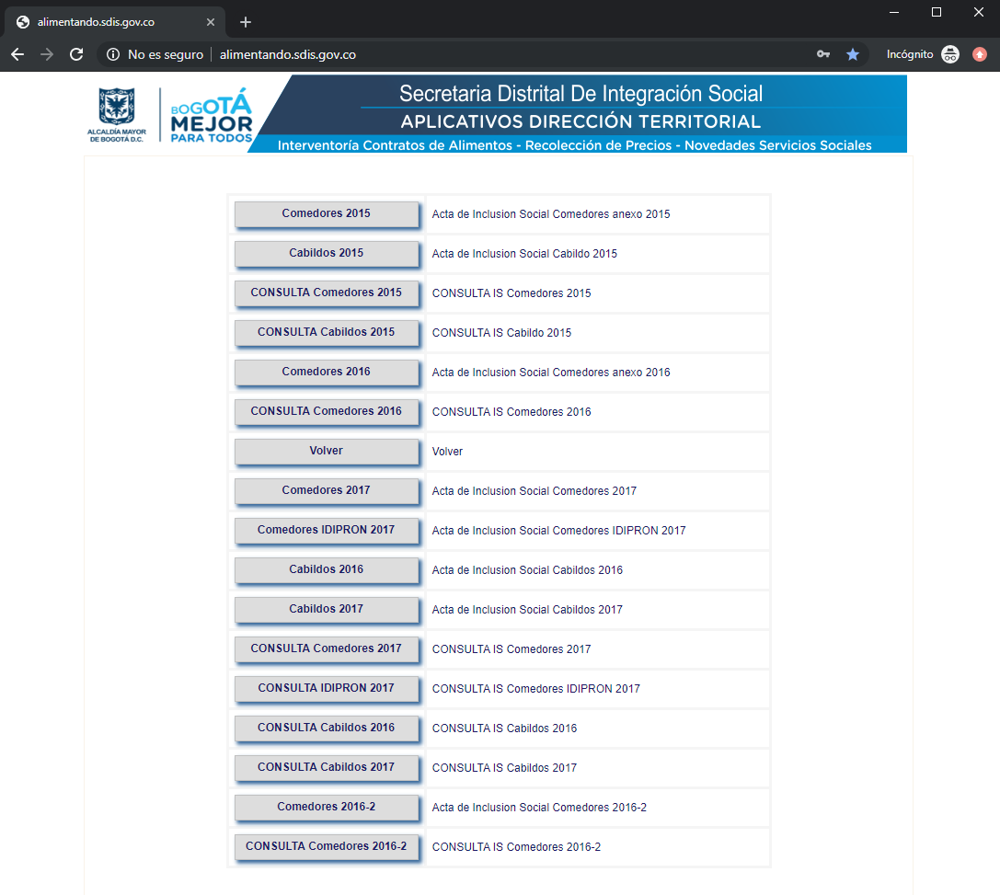 alimentando.sdis.gov.co
No es seguro alimentando.sdis.gov.co Incógnito
ALCALDÍA MAYOR
DE BOGOTÁ D.C.
BOGOTÁ
MEJOR
PARA TODOS
Secretaria Distrital De Integración Social
APLICATIVOS DIRECCIÓN TERRITORIAL
Interventoría Contratos de Alimentos - Recolección de Precios - Novedades Servicios Sociales
Comedores 2015 Acta de Inclusion Social Comedores anexo 2015
Cabildos 2015 Acta de Inclusion Social Cabildo 2015
CONSULTA Comedores 2015 CONSULTA IS Comedores 2015
CONSULTA Cabildos 2015 CONSULTA IS Cabildo 2015
Comedores 2016 Acta de Inclusion Social Comedores anexo 2016
CONSULTA Comedores 2016 CONSULTA IS Comedores 2016
Volver Volver
Comedores 2017 Acta de Inclusion Social Comedores 2017
Comedores IDIPRON 2017 Acta de Inclusion Social Comedores IDIPRON 2017
Cabildos 2016 Acta de Inclusion Social Cabildos 2016
Cabildos 2017 Acta de Inclusion Social Cabildos 2017
CONSULTA Comedores 2017 CONSULTA IS Comedores 2017
CONSULTA IDIPRON 2017 CONSULTA IS Comedores IDIPRON 2017
CONSULTA Cabildos 2016 CONSULTA IS Cabildos 2016
CONSULTA Cabildos 2017 CONSULTA IS Cabildos 2017
Comedores 2016-2 Acta de Inclusion Social Comedores 2016-2
CONSULTA Comedores 2016-2 CONSULTA IS Comedores 2016-2